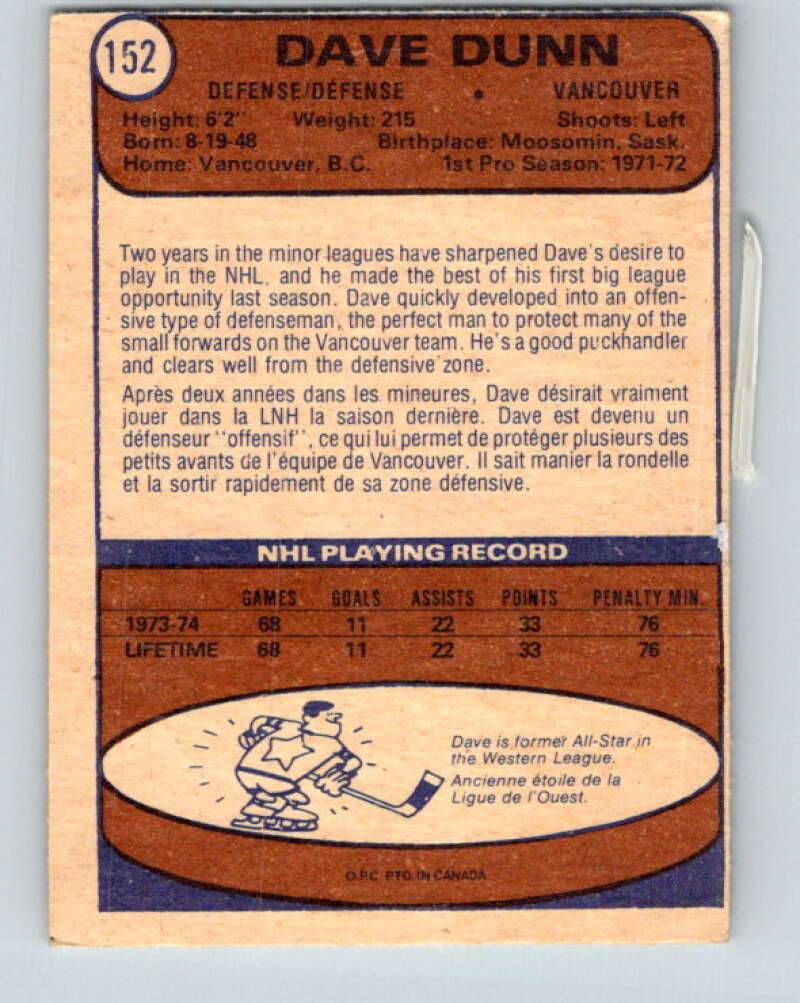 152
DAVE DUNN
DEFENSE/DÉFENSE • VANCOUVER
Height: 6'2" Weight: 215 Shoots: Left
Born: 8-19-48 Birthplace: Moosomin, Sask.
Home: Vancouver, B.C. 1st Pro Season: 1971-72
Two years in the minor leagues have sharpened Dave's desire to
play in the NHL, and he made the best of his first big league
opportunity last season. Dave quickly developed into an offen-
sive type of defenseman, the perfect man to protect many of the
small forwards on the Vancouver team. He's a good puckhandler
and clears well from the defensive zone.
Après deux années dans les mineures, Dave désirait vraiment
jouer dans la LNH la saison dernière. Dave est devenu un
défenseur "offensif", ce qui lui permet de protéger plusieurs des
petits avants de l'équipe de Vancouver. Il sait manier la rondelle
et la sortir rapidement de sa zone défensive.
NHL PLAYING RECORD
GAMES GOALS ASSISTS POINTS PENALTY MIN
1973-74 68 11 22 33 76
LIFETIME 68 11 22 33 76
Dave is former All-Star in
the Western League.
Ancienne étoile de la
Ligue de l'Ouest.
O.P.C. PTD. IN CANADA